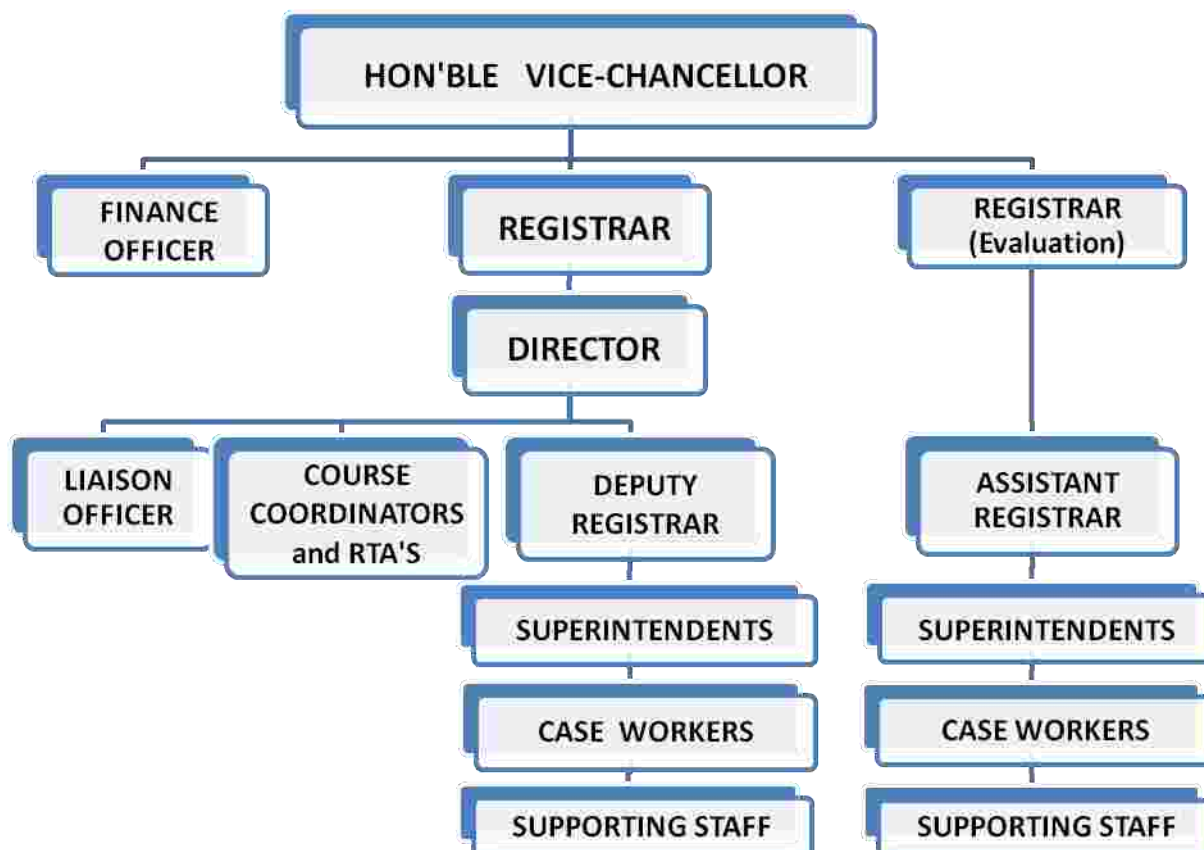 HON'BLE VICE-CHANCELLOR
FINANCE
OFFICER
REGISTRAR
REGISTRAR
(Evaluation)
DIRECTOR
LIAISON
OFFICER
COURSE
COORDINATORS
and RTA'S
DEPUTY
REGISTRAR
ASSISTANT
REGISTRAR
SUPERINTENDENTS
SUPERINTENDENTS
CASE WORKERS
CASE WORKERS
SUPPORTING STAFF
SUPPORTING STAFF